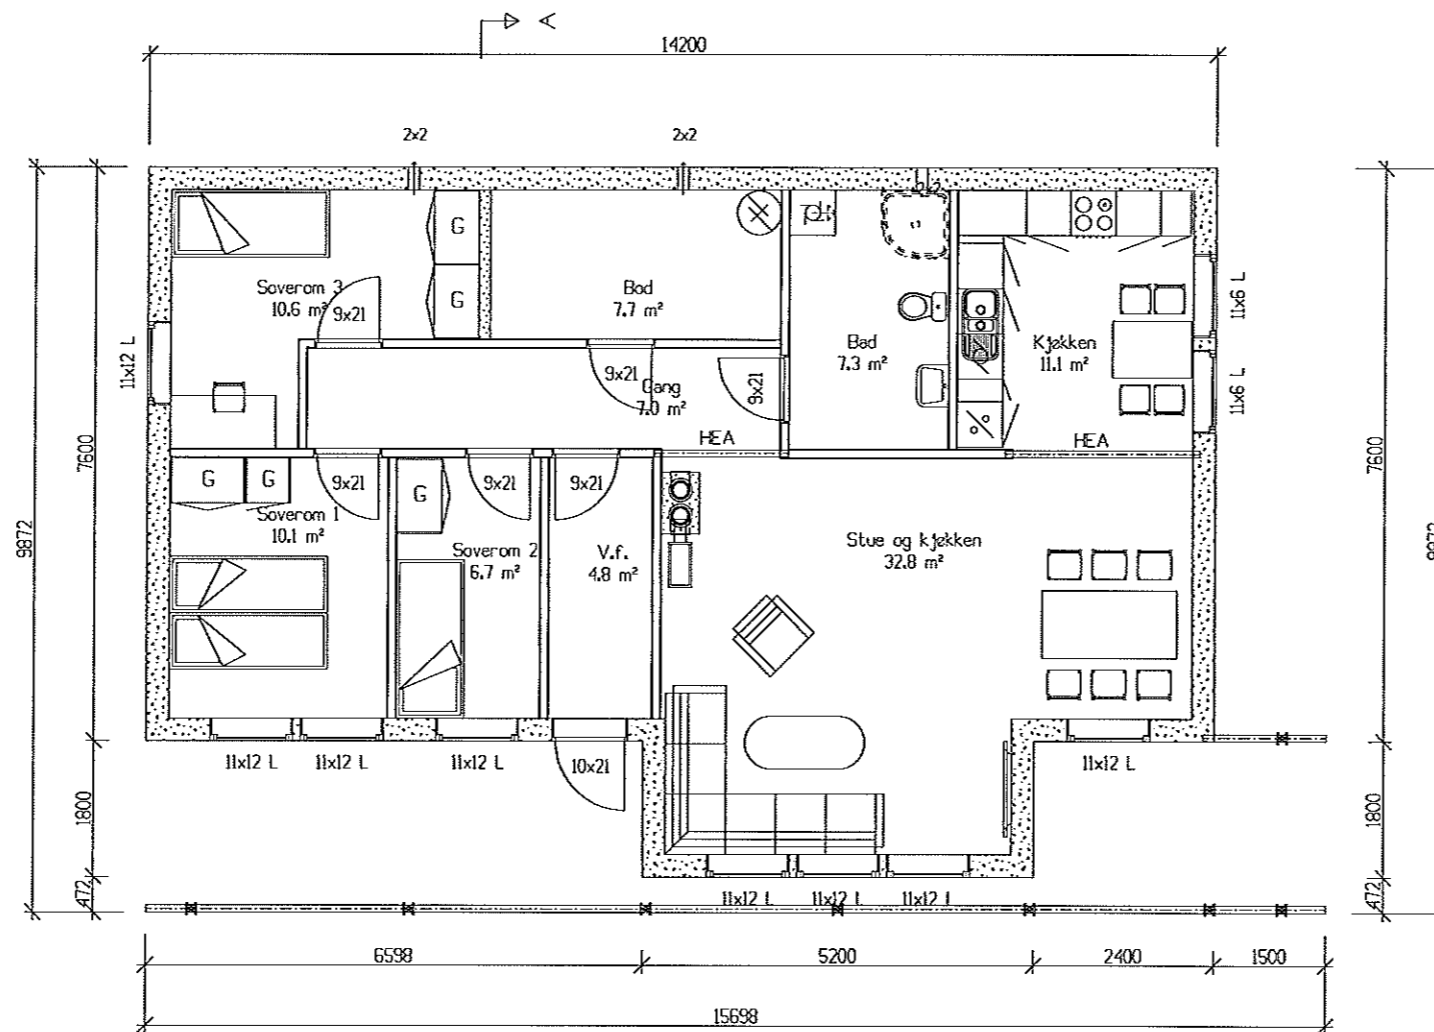 A
14200
2x2
2x2
G
Soverom 3
10.6 m²
9x21
G
Bod
7.7 m²
11x6 L
11x12 L
Bad
7.3 m²
Kjøkken
11.1 m²
9x21
9x21
Gang
7.0 m²
11x6 L
HEA
HEA
7600
7600
9872
G
G
9x21
G
9x21
9x21
Soverom 1
10.1 m²
Soverom 2
6.7 m²
V.f.
4.8 m²
Stue og kjøkken
32.8 m²
11x12 L
11x12 L
11x12 L
10x21
11x12 L
1800
1800
472
472
11x12 L
11x12 L
11x12 L
6598
5200
2400
1500
15698